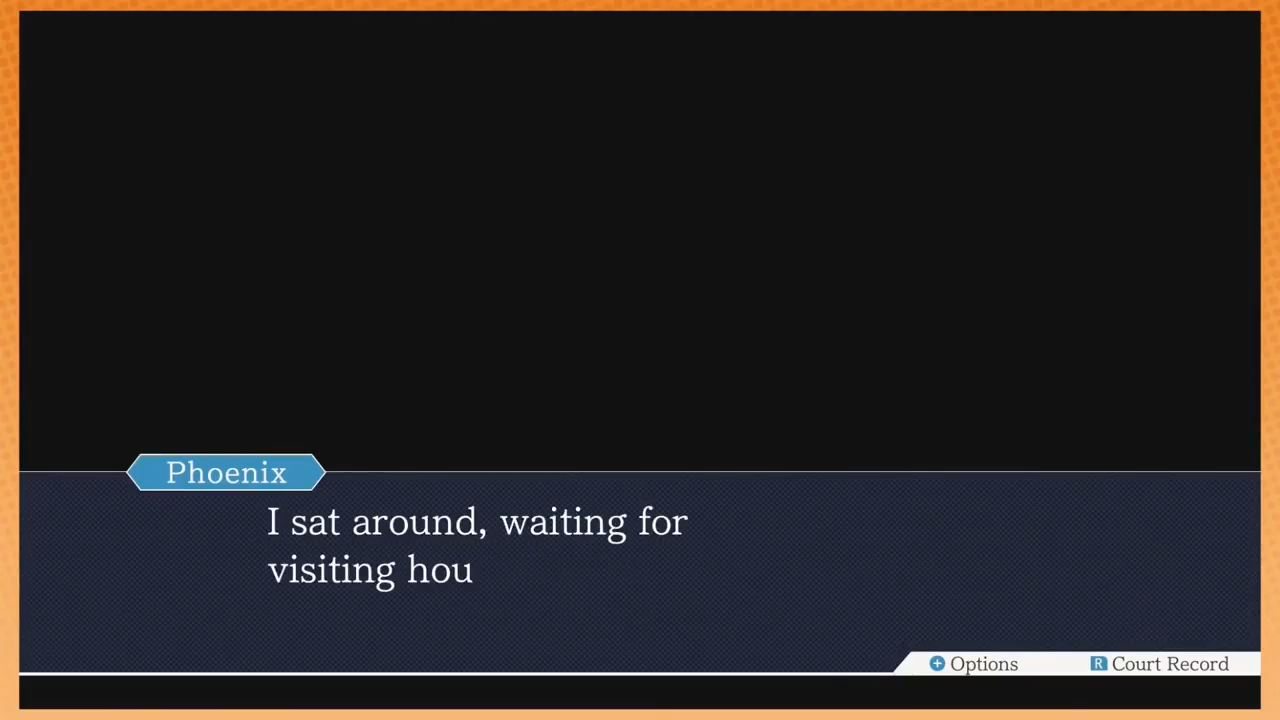 Phoenix
I sat around, waiting for
visiting hou
+ Options
R Court Record